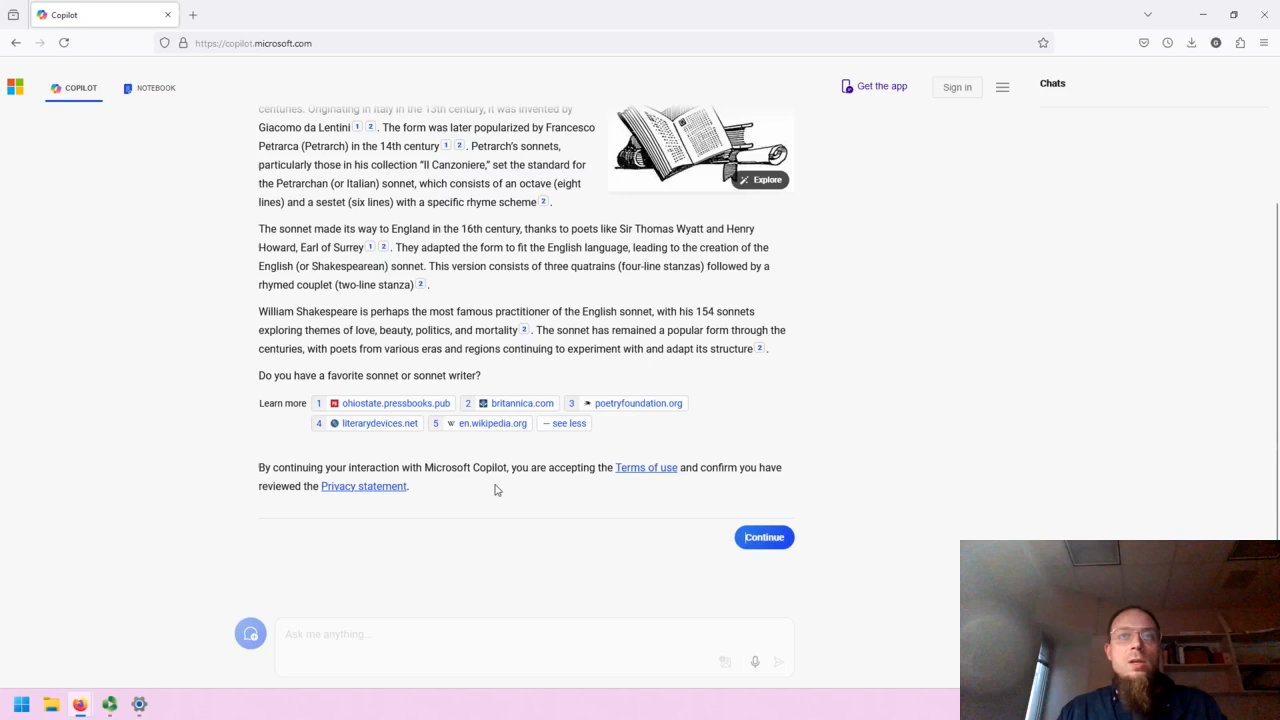 Copilot
https://copilot.microsoft.com
COPILOT
NOTEBOOK
Get the app
Sign in
Chats
centuries. Originating in Italy in the 13th century, it was invented by
Giacomo da Lentini 1 2 . The form was later popularized by Francesco
Petrarca (Petrarch) in the 14th century 1 2 . Petrarch's sonnets,
particularly those in his collection "Il Canzoniere," set the standard for
the Petrarchan (or Italian) sonnet, which consists of an octave (eight
lines) and a sestet (six lines) with a specific rhyme scheme 2 .
Explore
The sonnet made its way to England in the 16th century, thanks to poets like Sir Thomas Wyatt and Henry
Howard, Earl of Surrey 1 2 . They adapted the form to fit the English language, leading to the creation of the
English (or Shakespearean) sonnet. This version consists of three quatrains (four-line stanzas) followed by a
rhymed couplet (two-line stanza) 2 .
William Shakespeare is perhaps the most famous practitioner of the English sonnet, with his 154 sonnets
exploring themes of love, beauty, politics, and mortality 2 . The sonnet has remained a popular form through the
centuries, with poets from various eras and regions continuing to experiment with and adapt its structure 2 .
Do you have a favorite sonnet or sonnet writer?
Learn more 1 ohiostate.pressbooks.pub 2 britannica.com 3 poetryfoundation.org
4 literarydevices.net 5 W en.wikipedia.org — see less
By continuing your interaction with Microsoft Copilot, you are accepting the Terms of use and confirm you have
reviewed the Privacy statement.
Continue
Ask me anything...